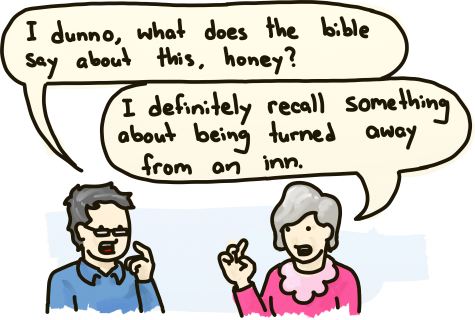 I dunno, what does the bible
say about this, honey?
I definitely recall something
about being turned away
from an inn.